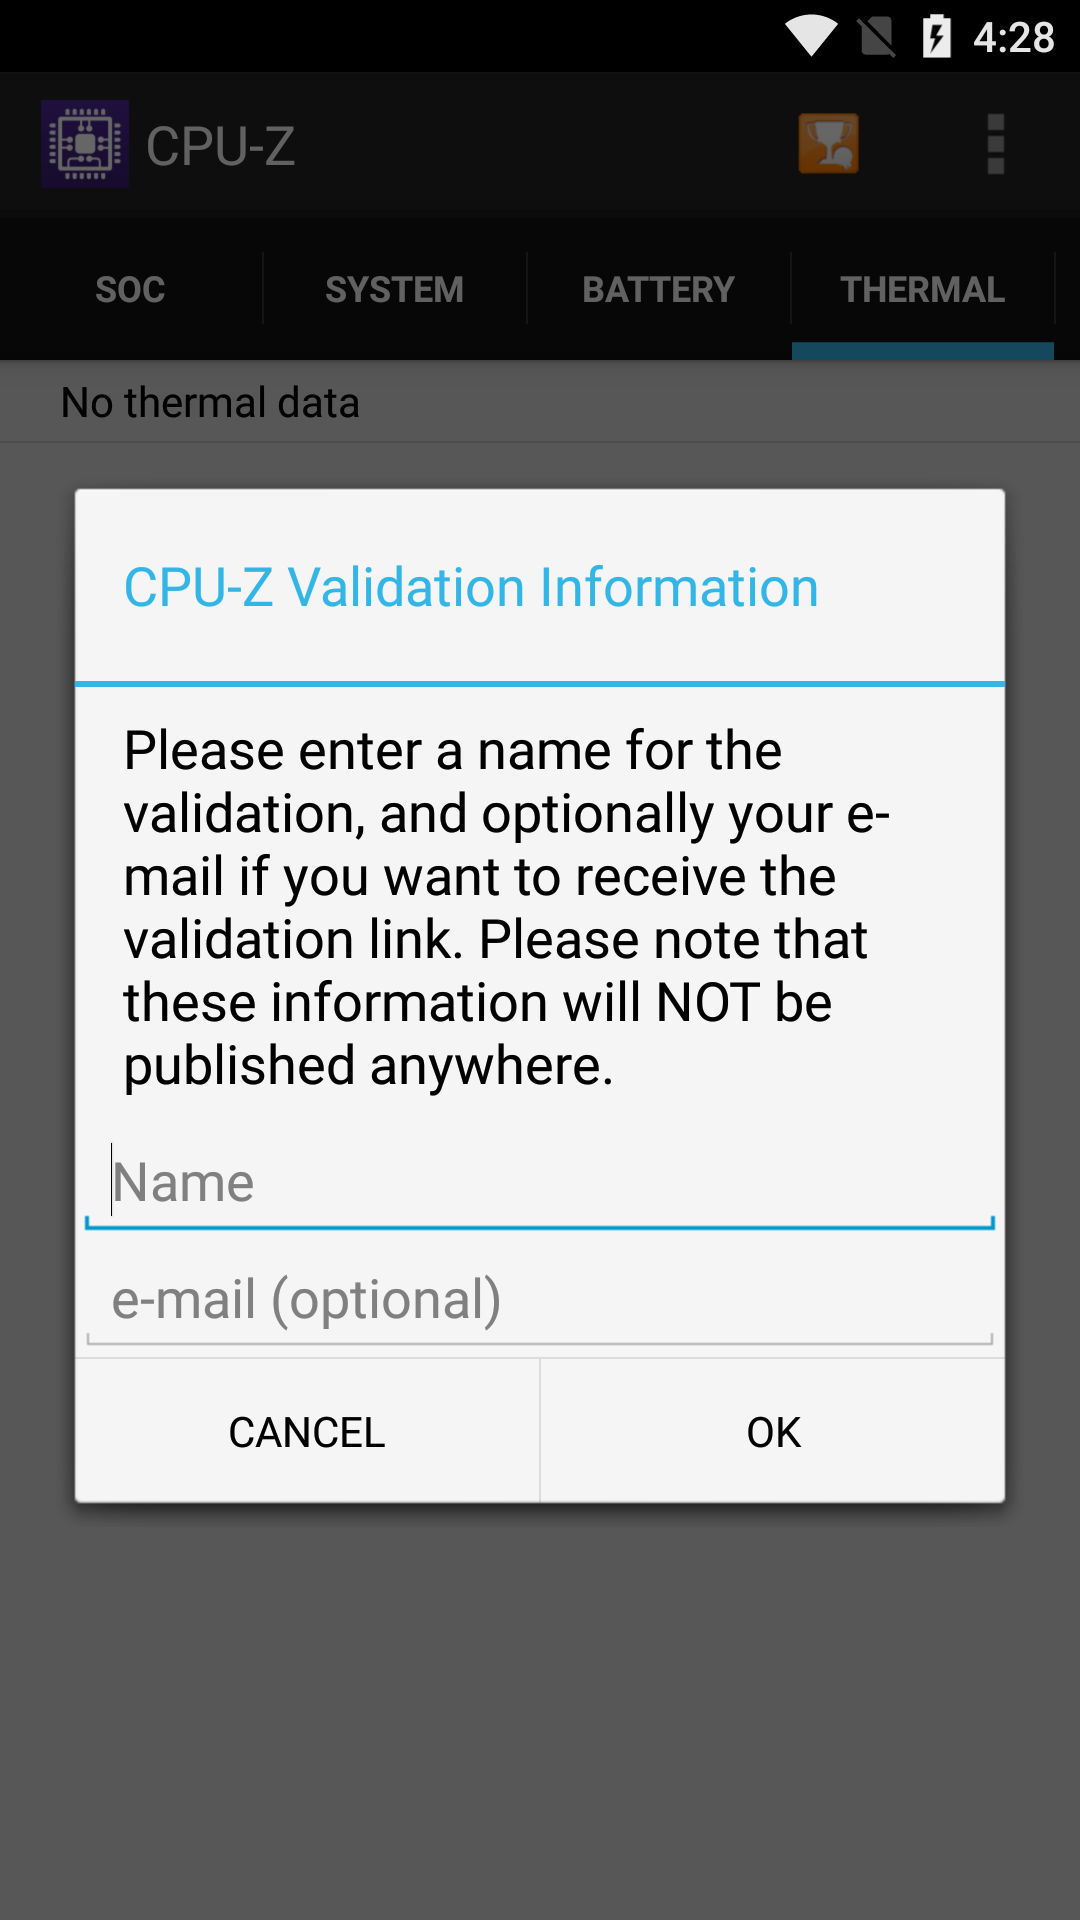 4:28
CPU-Z
SOC
SYSTEM
BATTERY
THERMAL
No thermal data
CPU-Z Validation Information
Please enter a name for the
validation, and optionally your e-
mail if you want to receive the
validation link. Please note that
these information will NOT be
published anywhere.
Name
e-mail (optional)
CANCEL
OK